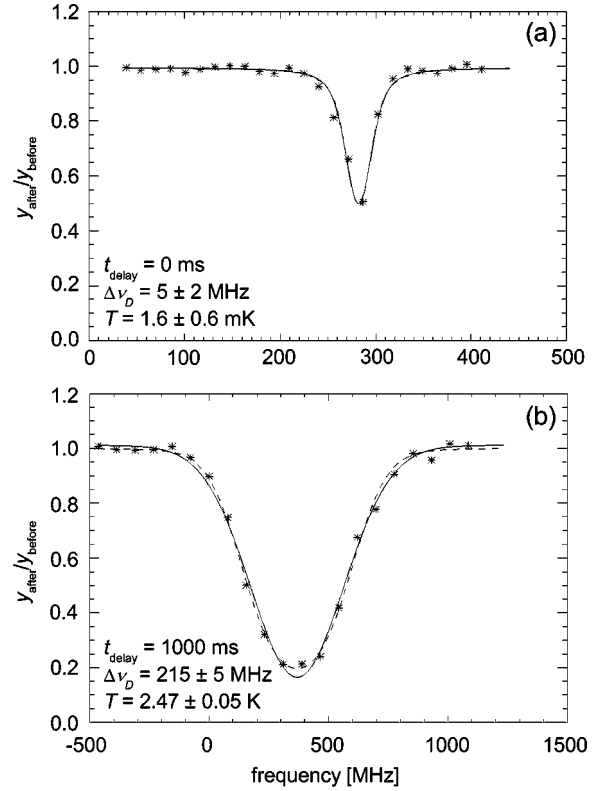 (a)
1.2
1.0
0.8
0.6
0.4
0.2
0.0
y_after/y_before
t_delay = 0 ms
Δν_D = 5 ± 2 MHz
T = 1.6 ± 0.6 mK
0 100 200 300 400 500
(b)
1.2
1.0
0.8
0.6
0.4
0.2
0.0
y_after/y_before
t_delay = 1000 ms
Δν_D = 215 ± 5 MHz
T = 2.47 ± 0.05 K
-500 0 500 1000 1500
frequency [MHz]